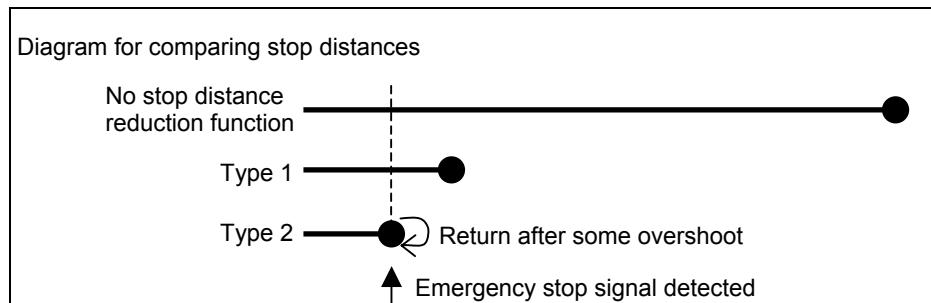 Diagram for comparing stop distances
No stop distance
reduction function
Type 1
Type 2
Return after some overshoot
Emergency stop signal detected